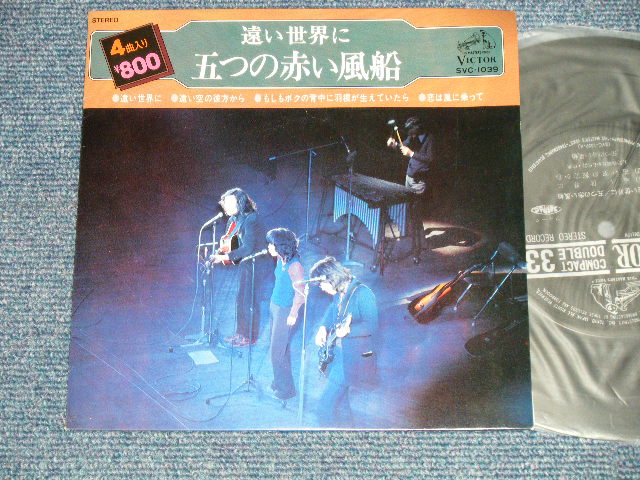 STEREO
4曲入り
¥800
遠い世界に
五つの赤い風船
VICTOR
SVC-1039
●遠い世界に ●遠い空の彼方から ●もしもボクの背中に羽根が生えていたら ●恋は風に乗って
COMPACT
DOUBLE 33
STEREO RECORD